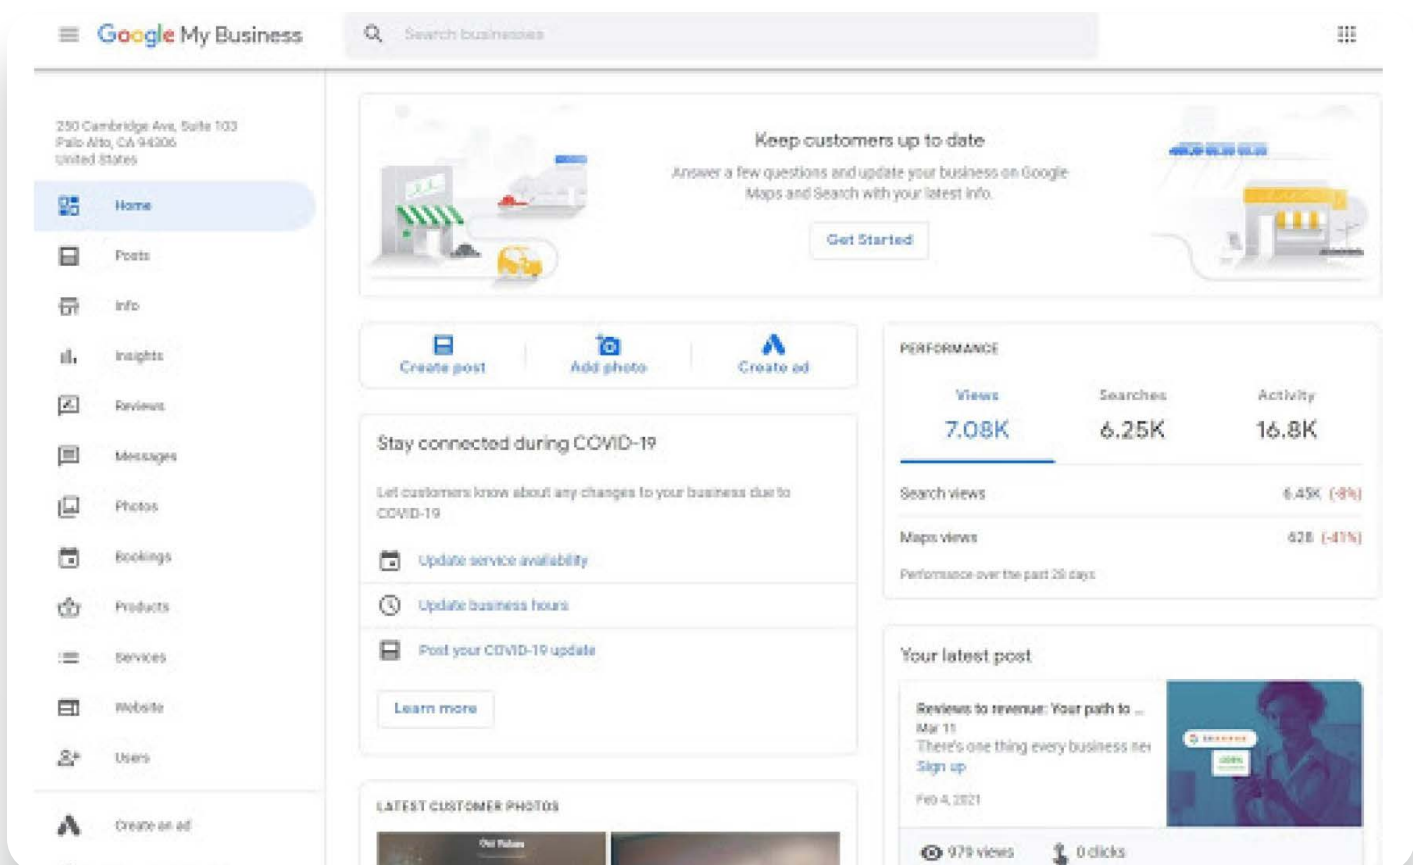 Google My Business
Search businesses
250 Cambridge Ave, Suite 103
Palo Alto, CA 94306
United States
Home
Posts
Info
Insights
Reviews
Messages
Photos
Bookings
Products
Services
Website
Users
Create an ad
Keep customers up to date
Answer a few questions and update your business on Google
Maps and Search with your latest info.
Get Started
Create post
Add photo
Create ad
Stay connected during COVID-19
Let customers know about any changes to your business due to
COVID-19
Update service availability
Update business hours
Post your COVID-19 update
Learn more
LATEST CUSTOMER PHOTOS
Our Values
PERFORMANCE
Views Searches Activity
7.08K 6.25K 16.8K
Search views 6.45K (-8%)
Maps views 628 (-41%)
Performance over the past 28 days
Your latest post
Reviews to revenue: Your path to ...
Mar 11
There's one thing every business
Sign up
Feb 4, 2021
979 views 0 clicks